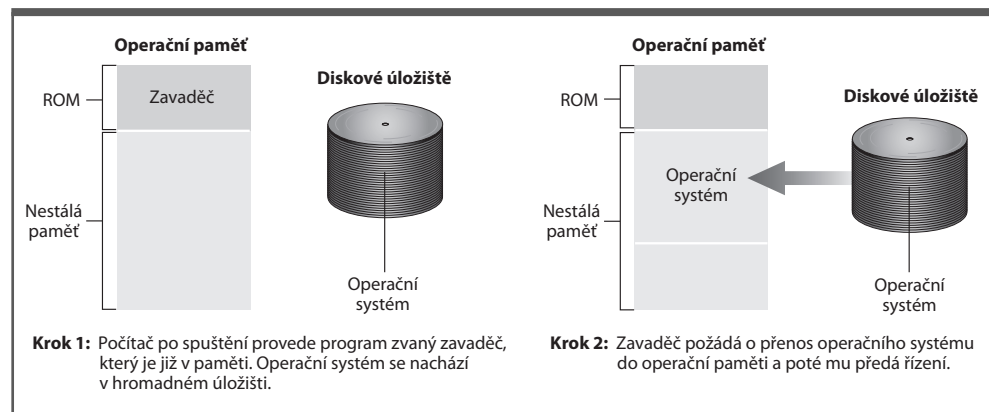 Operační paměť
ROM
Zavaděč
Diskové úložiště
Nestálá
paměť
Operační
systém
Krok 1: Počítač po spuštění provede program zvaný zavaděč,
který je již v paměti. Operační systém se nachází
v hromadném úložišti.
Operační paměť
ROM
Diskové úložiště
Operační
systém
Nestálá
paměť
Operační
systém
Krok 2: Zavaděč požádá o přenos operačního systému
do operační paměti a poté mu předá řízení.